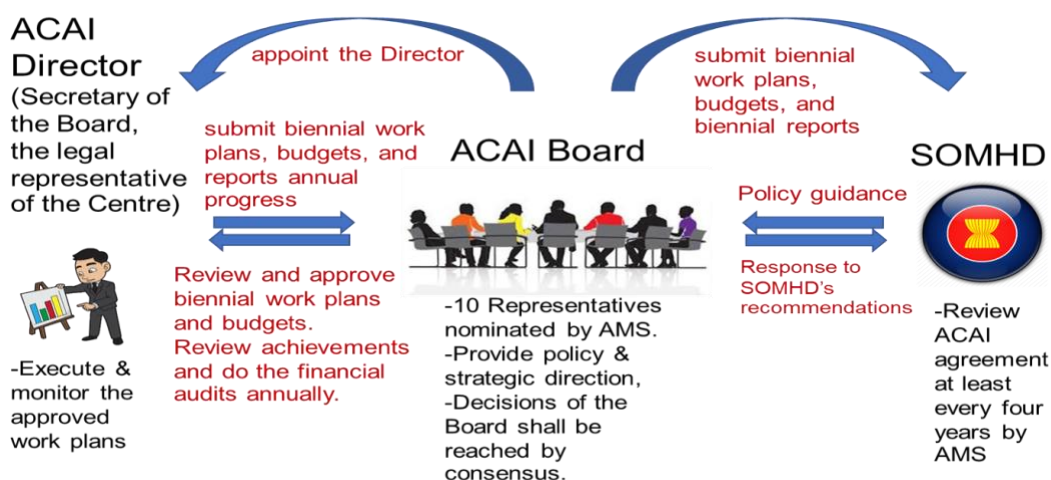 ACAI
Director
(Secretary of
the Board,
the legal
representative
of the Centre)
-Execute &
monitor the
approved
work plans
appoint the Director
submit biennial work
plans, budgets, and
reports annual
progress
Review and approve
biennial work plans
and budgets.
Review achievements
and do the financial
audits annually.
ACAI Board
-10 Representatives
nominated by AMS.
-Provide policy &
strategic direction,
-Decisions of the
Board shall be
reached by
consensus.
submit biennial
work plans,
budgets, and
biennial reports
Policy guidance
Response to
SOMHD's
recommendations
SOMHD
-Review
ACAI
agreement
at least
every four
years by
AMS